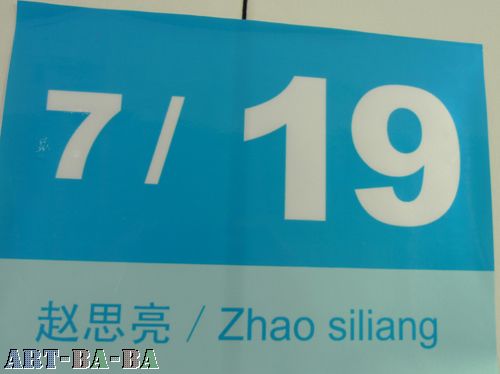 7 / 19
赵思亮 / Zhao siliang
ART-BA-BA